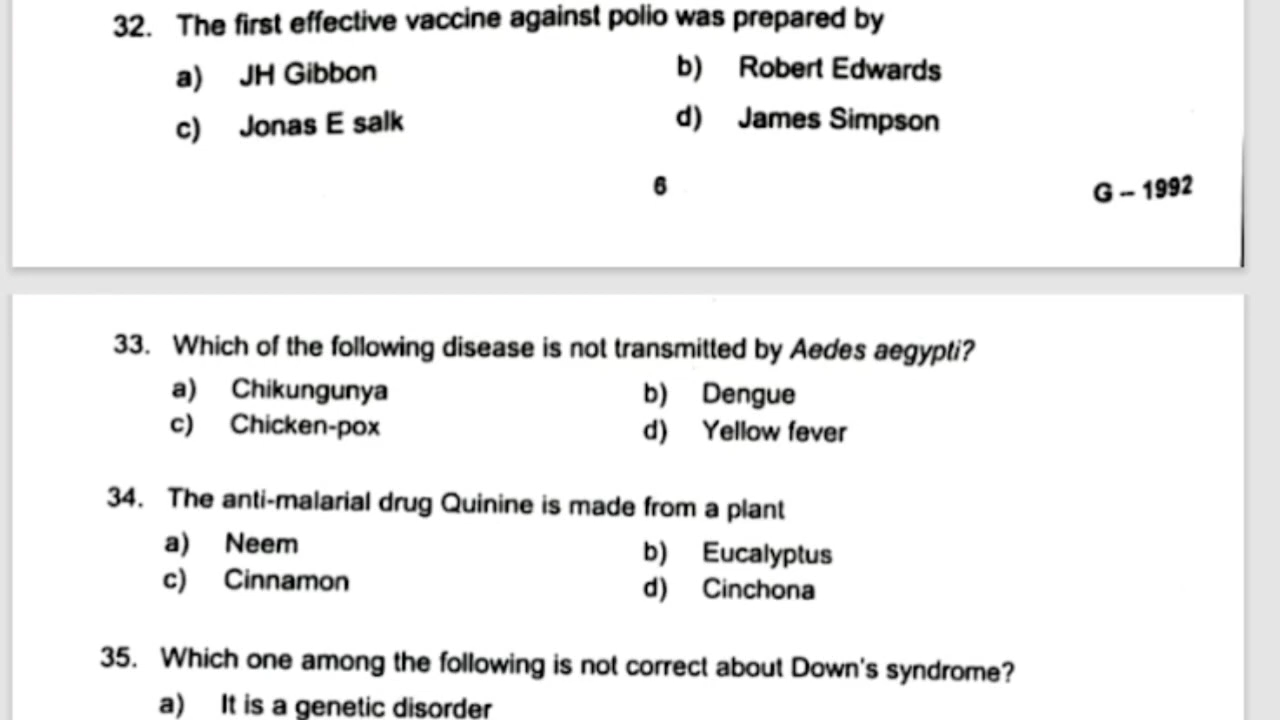 32. The first effective vaccine against polio was prepared by
a) JH Gibbon b) Robert Edwards
c) Jonas E salk d) James Simpson
6 G – 1992
33. Which of the following disease is not transmitted by Aedes aegypti?
a) Chikungunya b) Dengue
c) Chicken-pox d) Yellow fever
34. The anti-malarial drug Quinine is made from a plant
a) Neem b) Eucalyptus
c) Cinnamon d) Cinchona
35. Which one among the following is not correct about Down's syndrome?
a) It is a genetic disorder